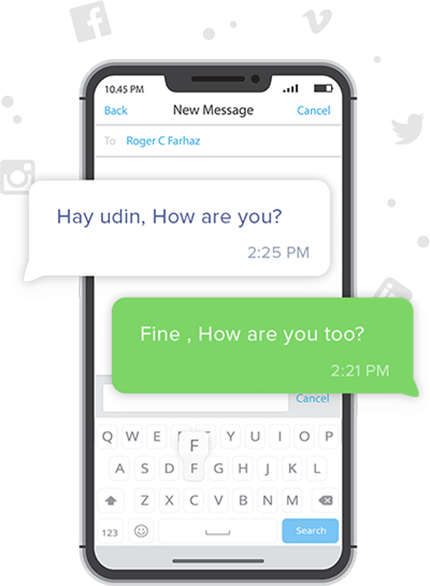 10.45 PM
Back New Message Cancel
To Roger C Farhaz
Hay udin, How are you?
2:25 PM
Fine , How are you too?
2:21 PM
Cancel
F
Q W E Y U I O P
A S D F G H J K L
Z X C V B N M
123 Search